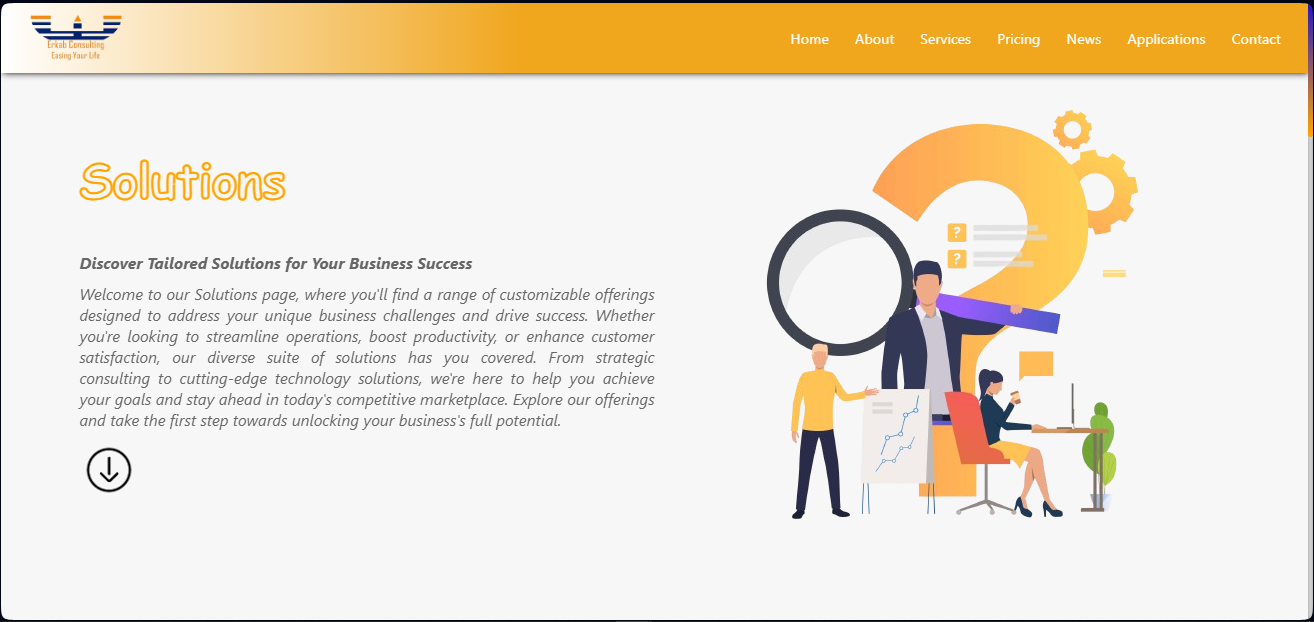 Erkab Consulting
Easing Your Life
Home About Services Pricing News Applications Contact
Solutions
Discover Tailored Solutions for Your Business Success
Welcome to our Solutions page, where you'll find a range of customizable offerings
designed to address your unique business challenges and drive success. Whether
you're looking to streamline operations, boost productivity, or enhance customer
satisfaction, our diverse suite of solutions has you covered. From strategic
consulting to cutting-edge technology solutions, we're here to help you achieve
your goals and stay ahead in today's competitive marketplace. Explore our offerings
and take the first step towards unlocking your business's full potential.
?
?
?